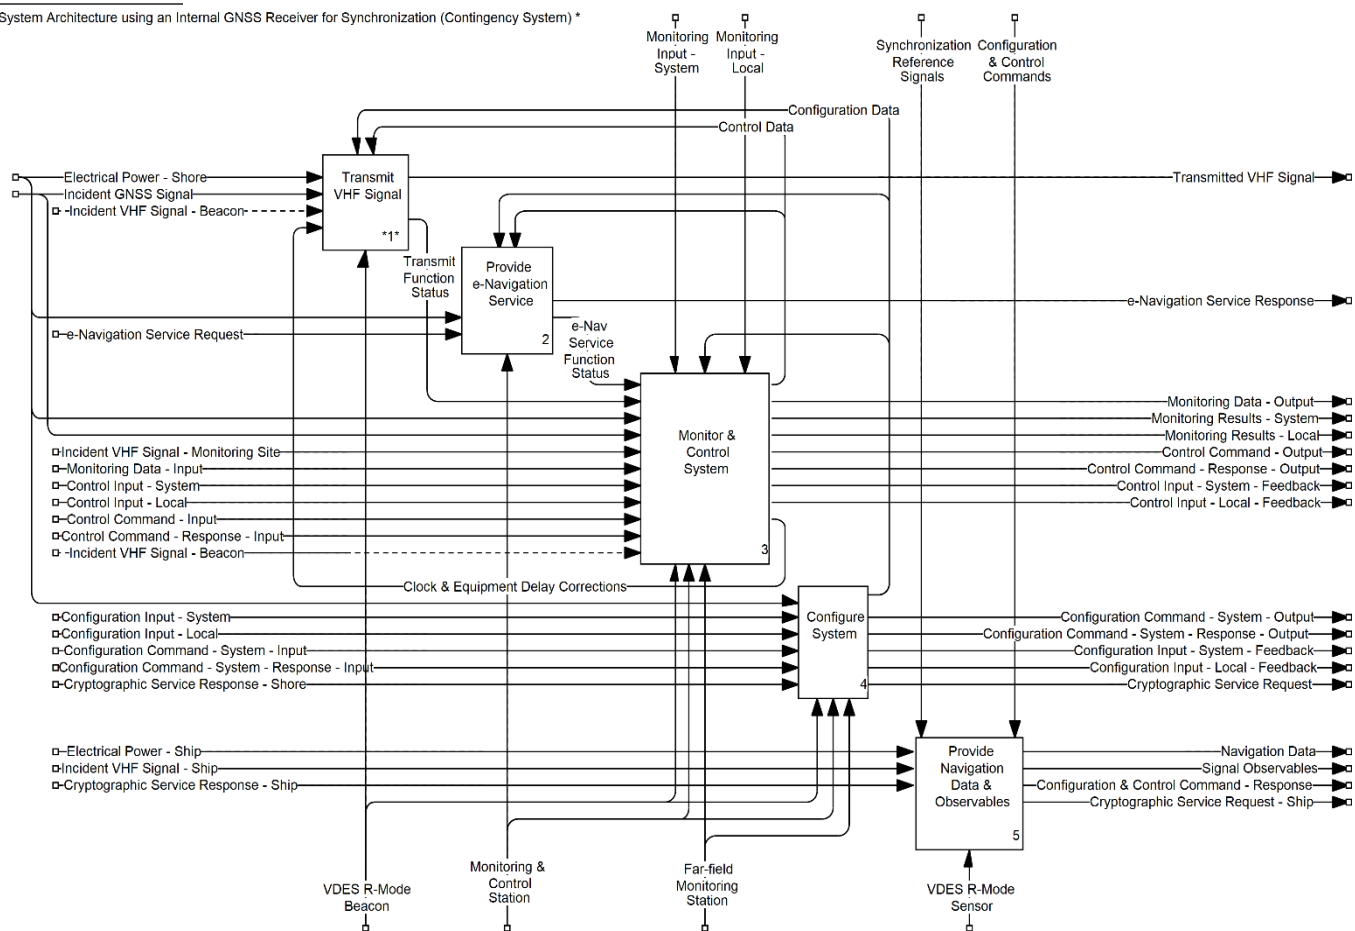 System Architecture using an Internal GNSS Receiver for Synchronization (Contingency System) *
Monitoring
Input -
System
Monitoring
Input -
Local
Synchronization
Reference
Signals
Configuration
& Control
Commands
Configuration Data
Control Data
Electrical Power - Shore
Incident GNSS Signal
Incident VHF Signal - Beacon
Transmit
VHF Signal
*1*
Transmitted VHF Signal
Transmit
Function
Status
Provide
e-Navigation
Service
2
e-Navigation Service Response
e-Navigation Service Request
e-Nav
Service
Function
Status
Monitor &
Control
System
3
Incident VHF Signal - Monitoring Site
Monitoring Data - Input
Control Input - System
Control Input - Local
Control Command - Input
Control Command - Response - Input
Incident VHF Signal - Beacon
Monitoring Data - Output
Monitoring Results - System
Monitoring Results - Local
Control Command - Output
Control Command - Response - Output
Control Input - System - Feedback
Control Input - Local - Feedback
Clock & Equipment Delay Corrections
Configuration Input - System
Configuration Input - Local
Configuration Command - System - Input
Configuration Command - System - Response - Input
Cryptographic Service Response - Shore
Configure
System
4
Configuration Command - System - Output
Configuration Command - System - Response - Output
Configuration Input - System - Feedback
Configuration Input - Local - Feedback
Cryptographic Service Request
Electrical Power - Ship
Incident VHF Signal - Ship
Cryptographic Service Response - Ship
Provide
Navigation
Data &
Observables
5
Navigation Data
Signal Observables
Configuration & Control Command - Response
Cryptographic Service Request - Ship
VDES R-Mode
Beacon
Monitoring &
Control
Station
Far-field
Monitoring
Station
VDES R-Mode
Sensor